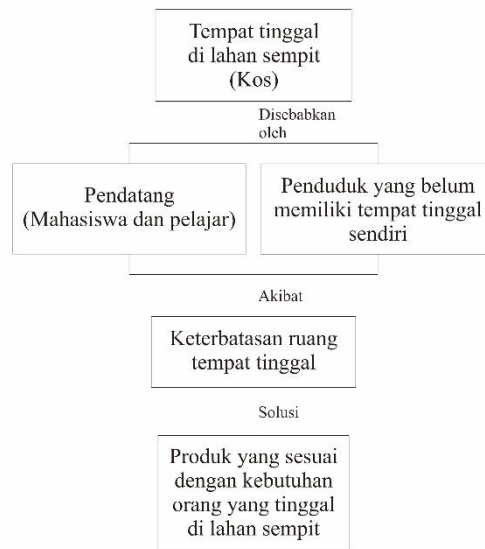 Tempat tinggal
di lahan sempit
(Kos)
Disebabkan
oleh
Pendatang
(Mahasiswa dan pelajar)
Penduduk yang belum
memiliki tempat tinggal
sendiri
Akibat
Keterbatasan ruang
tempat tinggal
Solusi
Produk yang sesuai
dengan kebutuhan
orang yang tinggal
di lahan sempit